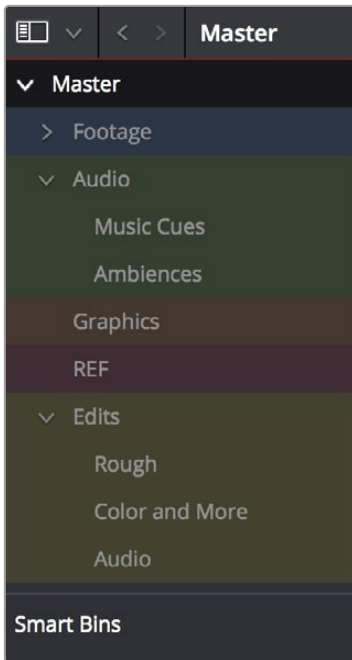 Master
Master
Footage
Audio
Music Cues
Ambiences
Graphics
REF
Edits
Rough
Color and More
Audio
Smart Bins